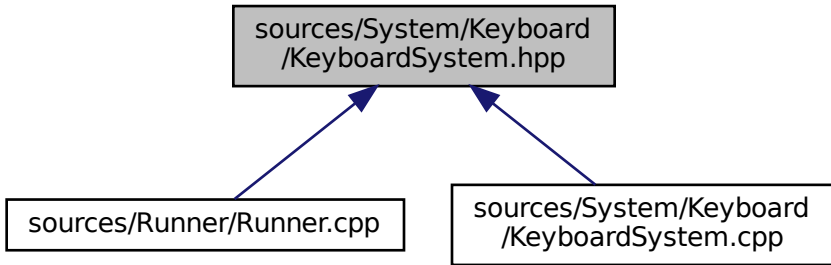 sources/System/Keyboard
/KeyboardSystem.hpp
sources/Runner/Runner.cpp
sources/System/Keyboard
/KeyboardSystem.cpp